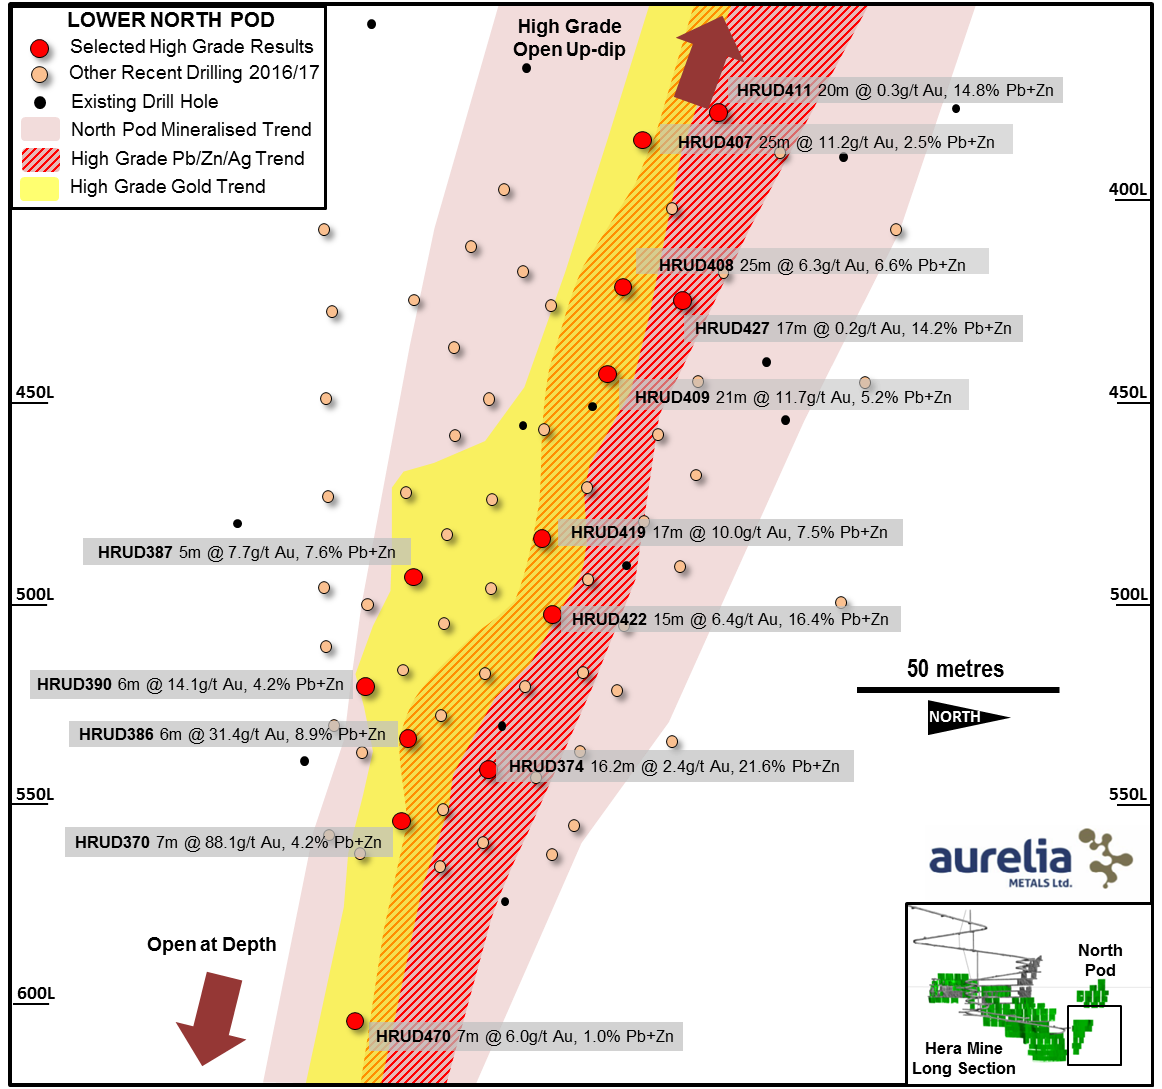 LOWER NORTH POD
Selected High Grade Results
Other Recent Drilling 2016/17
Existing Drill Hole
North Pod Mineralised Trend
High Grade Pb/Zn/Ag Trend
High Grade Gold Trend
High Grade
Open Up-dip
HRUD411 20m @ 0.3g/t Au, 14.8% Pb+Zn
HRUD407 25m @ 11.2g/t Au, 2.5% Pb+Zn
400L
HRUD408 25m @ 6.3g/t Au, 6.6% Pb+Zn
HRUD427 17m @ 0.2g/t Au, 14.2% Pb+Zn
450L
450L
HRUD409 21m @ 11.7g/t Au, 5.2% Pb+Zn
HRUD419 17m @ 10.0g/t Au, 7.5% Pb+Zn
HRUD387 5m @ 7.7g/t Au, 7.6% Pb+Zn
500L
500L
HRUD422 15m @ 6.4g/t Au, 16.4% Pb+Zn
50 metres
NORTH
HRUD390 6m @ 14.1g/t Au, 4.2% Pb+Zn
HRUD386 6m @ 31.4g/t Au, 8.9% Pb+Zn
HRUD374 16.2m @ 2.4g/t Au, 21.6% Pb+Zn
550L
550L
HRUD370 7m @ 88.1g/t Au, 4.2% Pb+Zn
aurelia
METALS Ltd.
Open at Depth
North
Pod
600L
HRUD470 7m @ 6.0g/t Au, 1.0% Pb+Zn
Hera Mine
Long Section